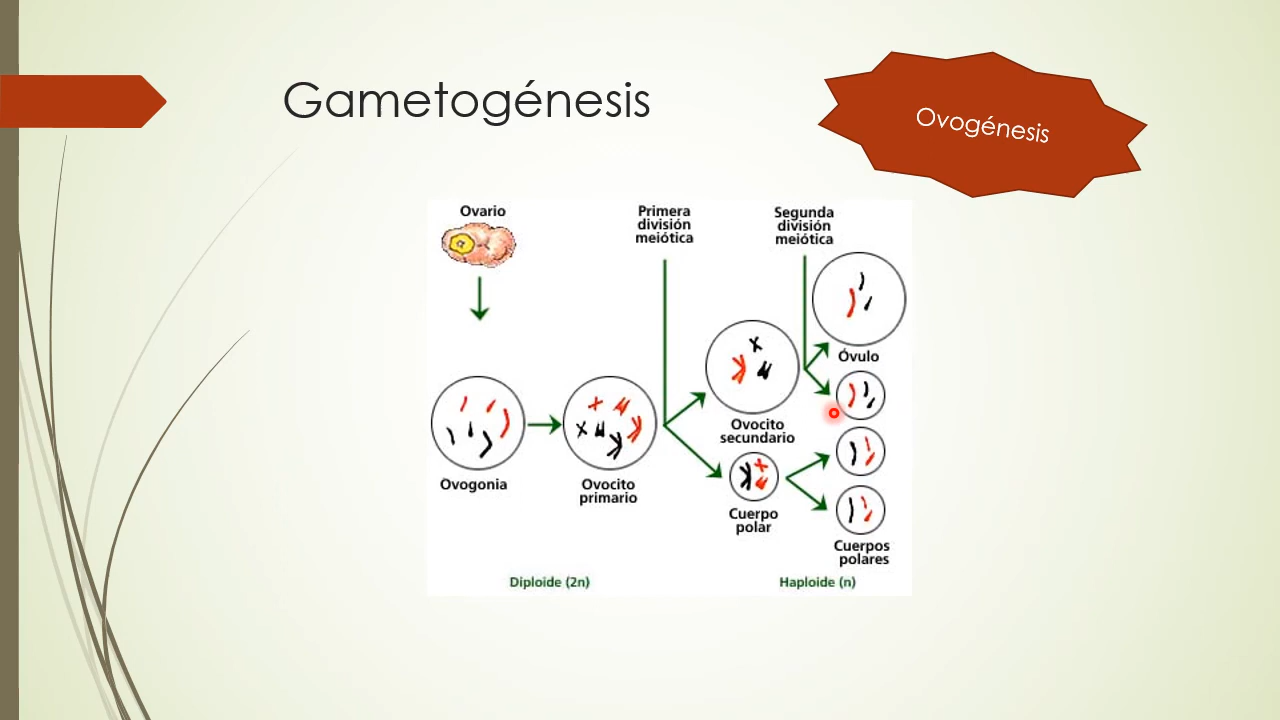 Gametogénesis
Ovogénesis
Ovario
Primera
división
meiótica
Segunda
división
meiótica
Óvulo
Ovogonia
Ovocito
primario
Ovocito
secundario
Cuerpo
polar
Cuerpos
polares
Diploide (2n)
Haploide (n)